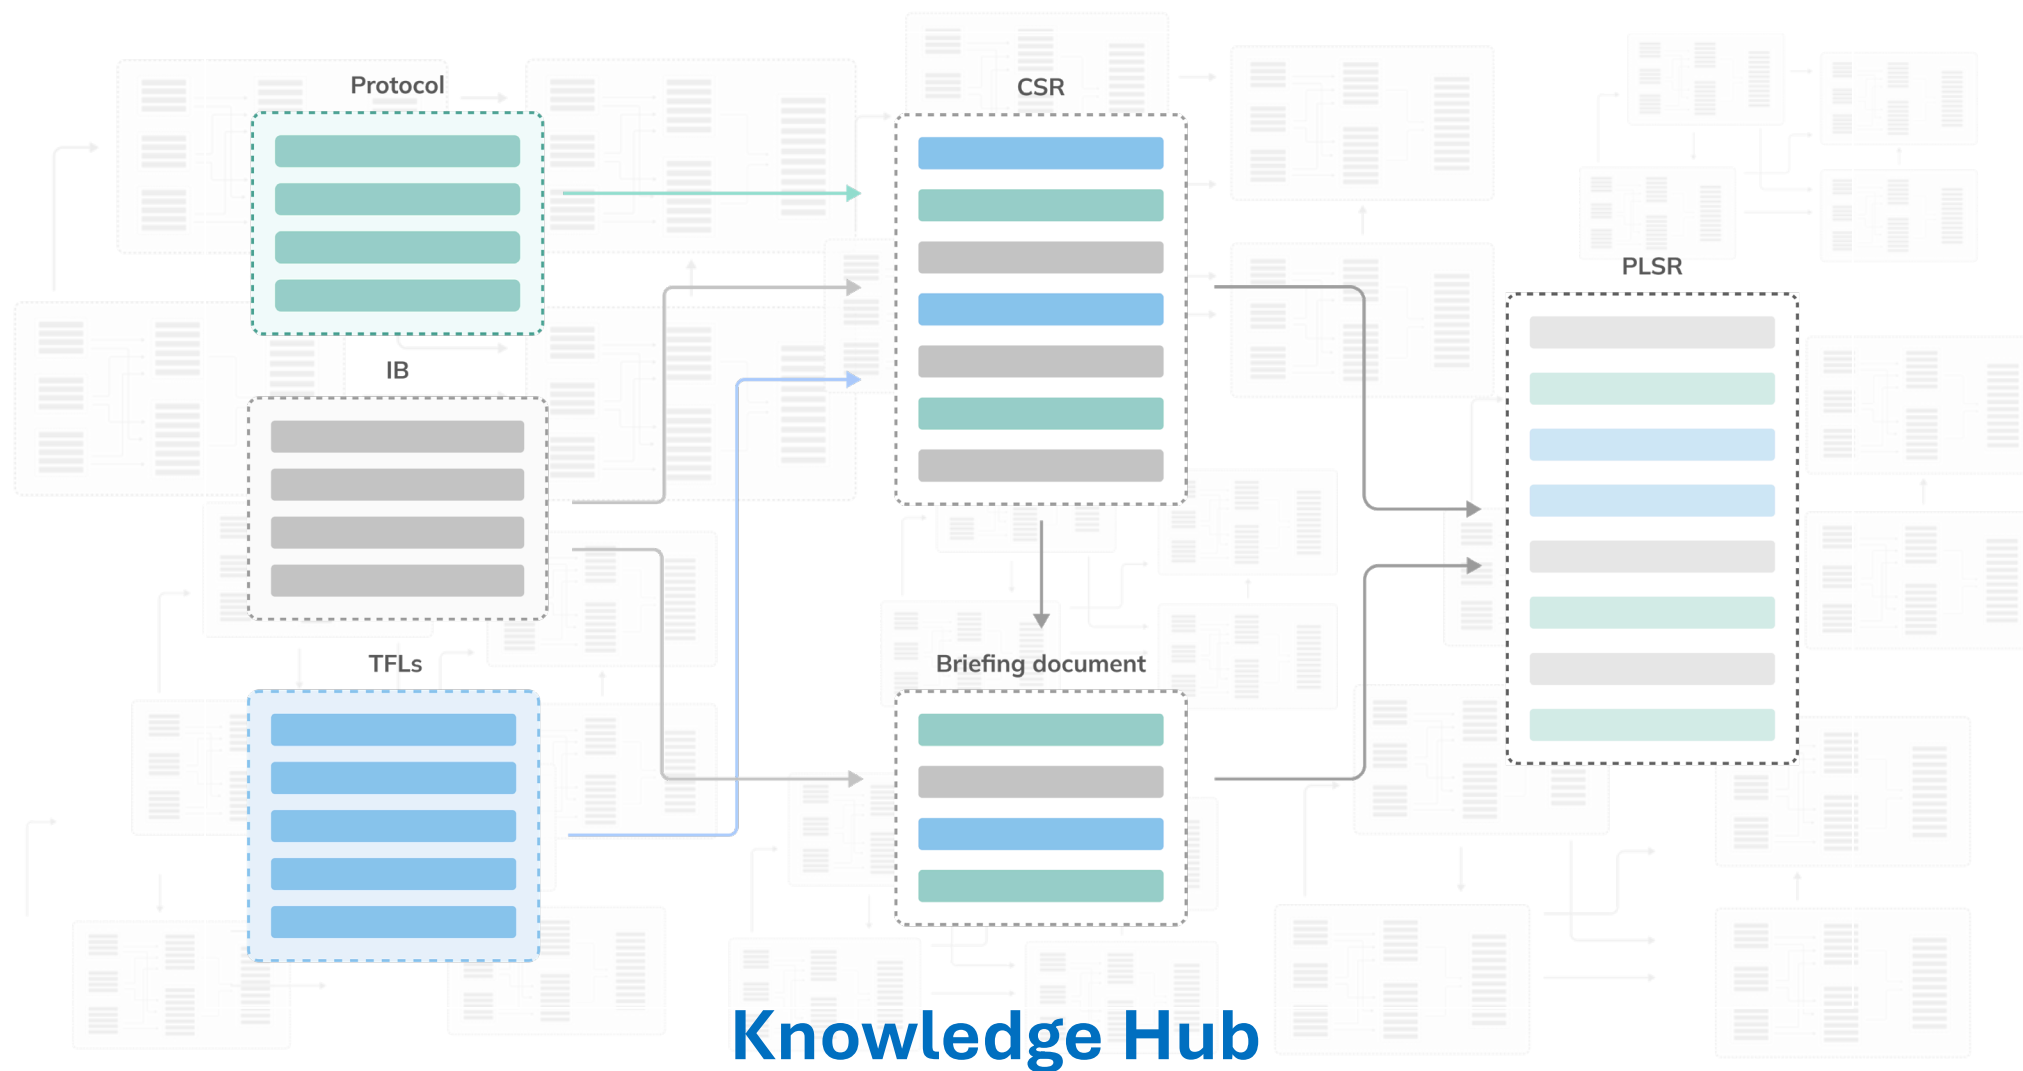 Protocol
CSR
PLSR
IB
TFLs
Briefing document
Knowledge Hub